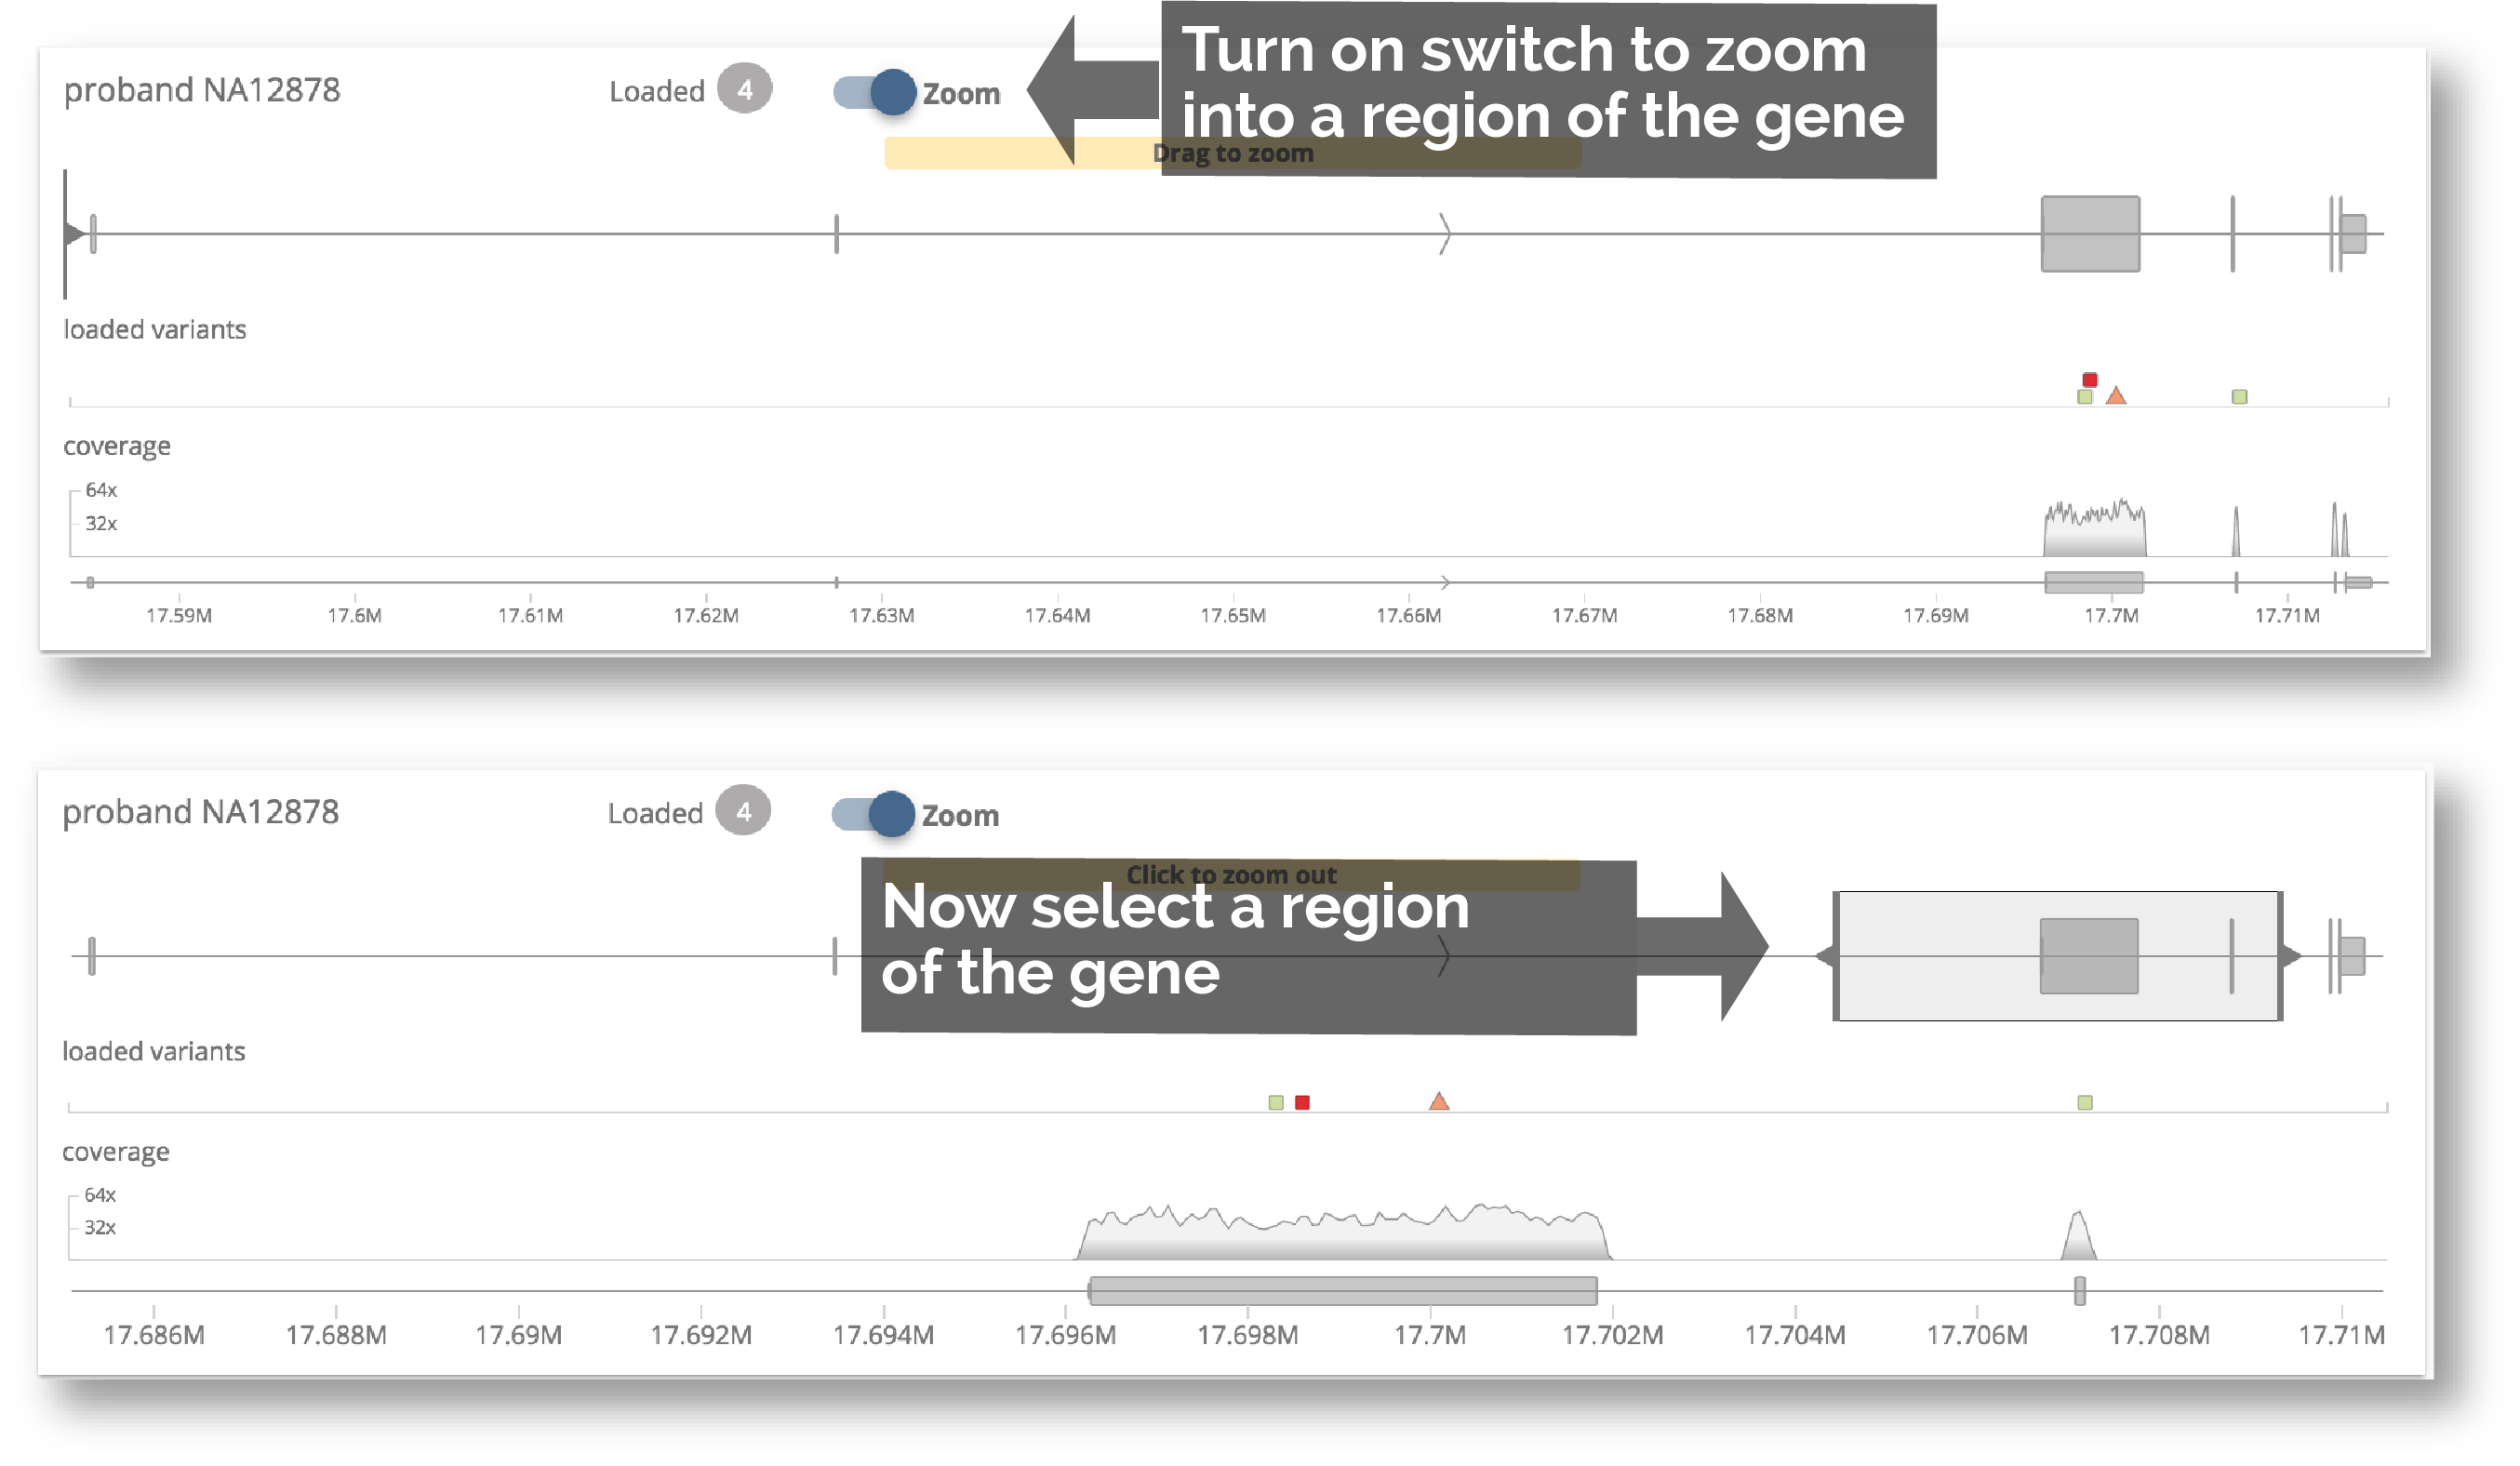 Turn on switch to zoom
into a region of the gene
proband NA12878 Loaded 4 Zoom
Drag to zoom
loaded variants
coverage
64x
32x
17.59M 17.6M 17.61M 17.62M 17.63M 17.64M 17.65M 17.66M 17.67M 17.68M 17.69M 17.7M 17.71M
proband NA12878 Loaded 4 Zoom
Click to zoom out
Now select a region
of the gene
loaded variants
coverage
64x
32x
17.686M 17.688M 17.69M 17.692M 17.694M 17.696M 17.698M 17.7M 17.702M 17.704M 17.706M 17.708M 17.71M